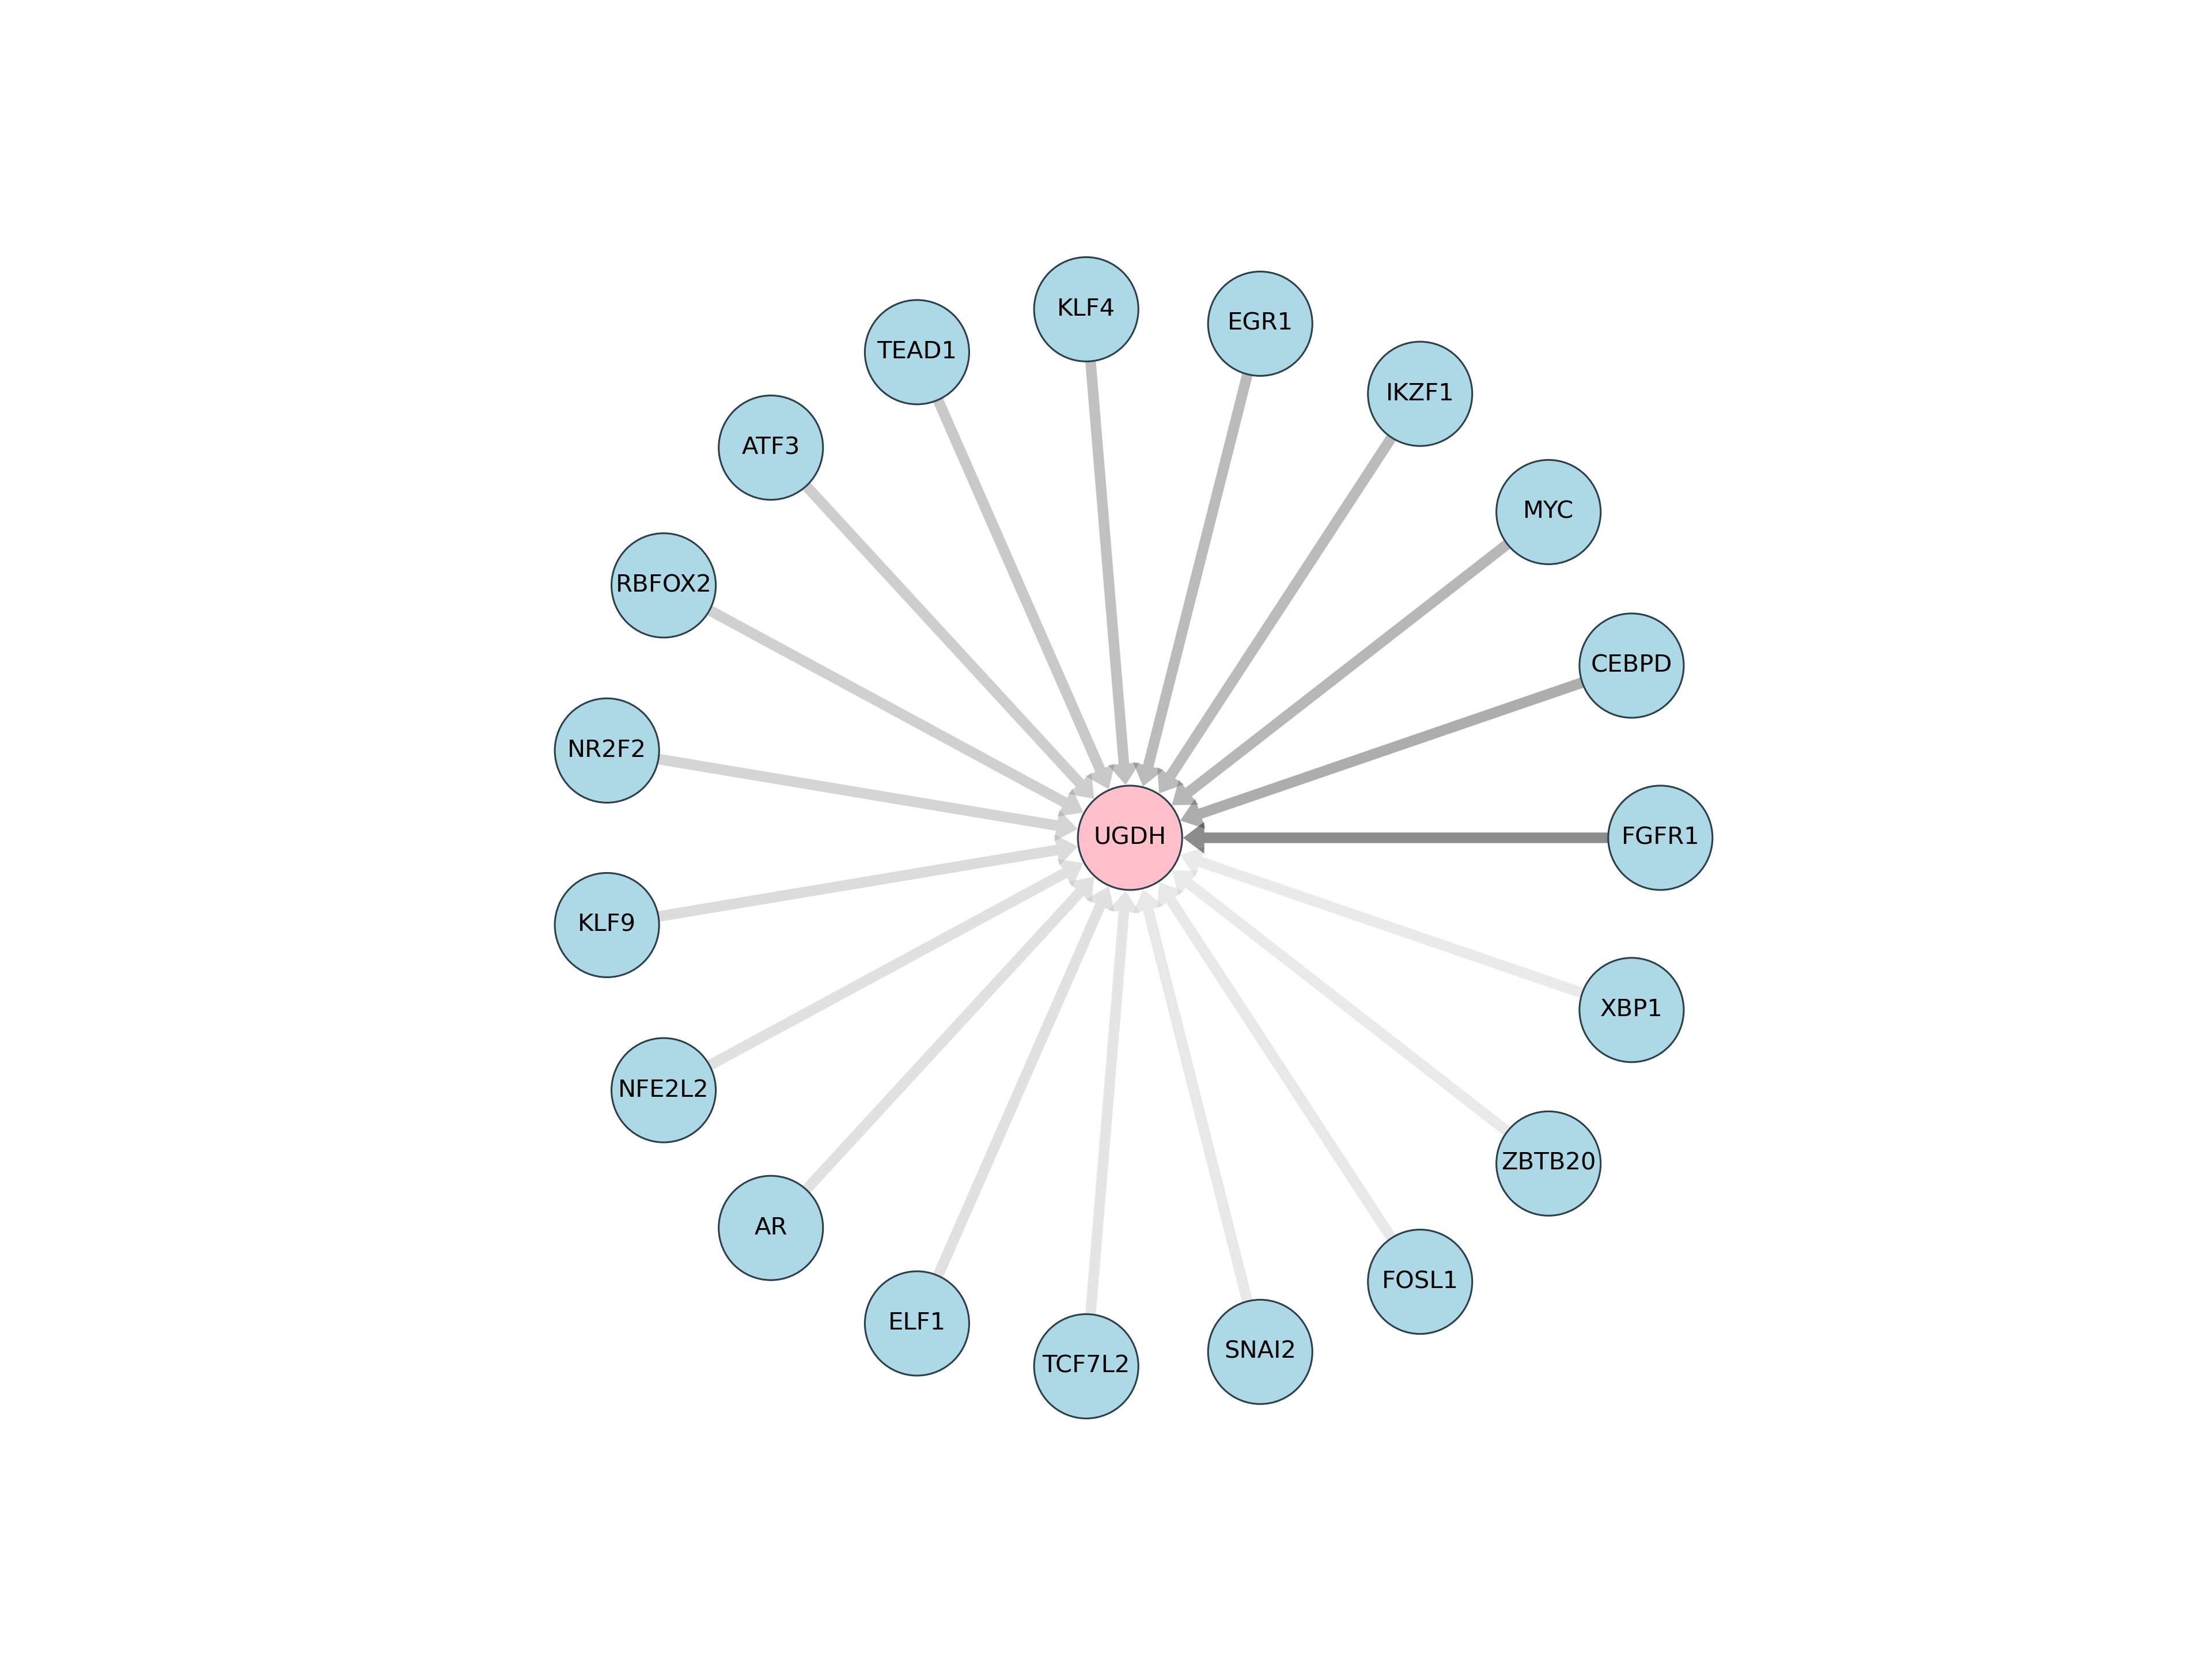 KLF4
EGR1
TEAD1
IKZF1
ATF3
MYC
RBFOX2
CEBPD
NR2F2
UGDH
FGFR1
KLF9
XBP1
NFE2L2
ZBTB20
AR
FOSL1
ELF1
SNAI2
TCF7L2